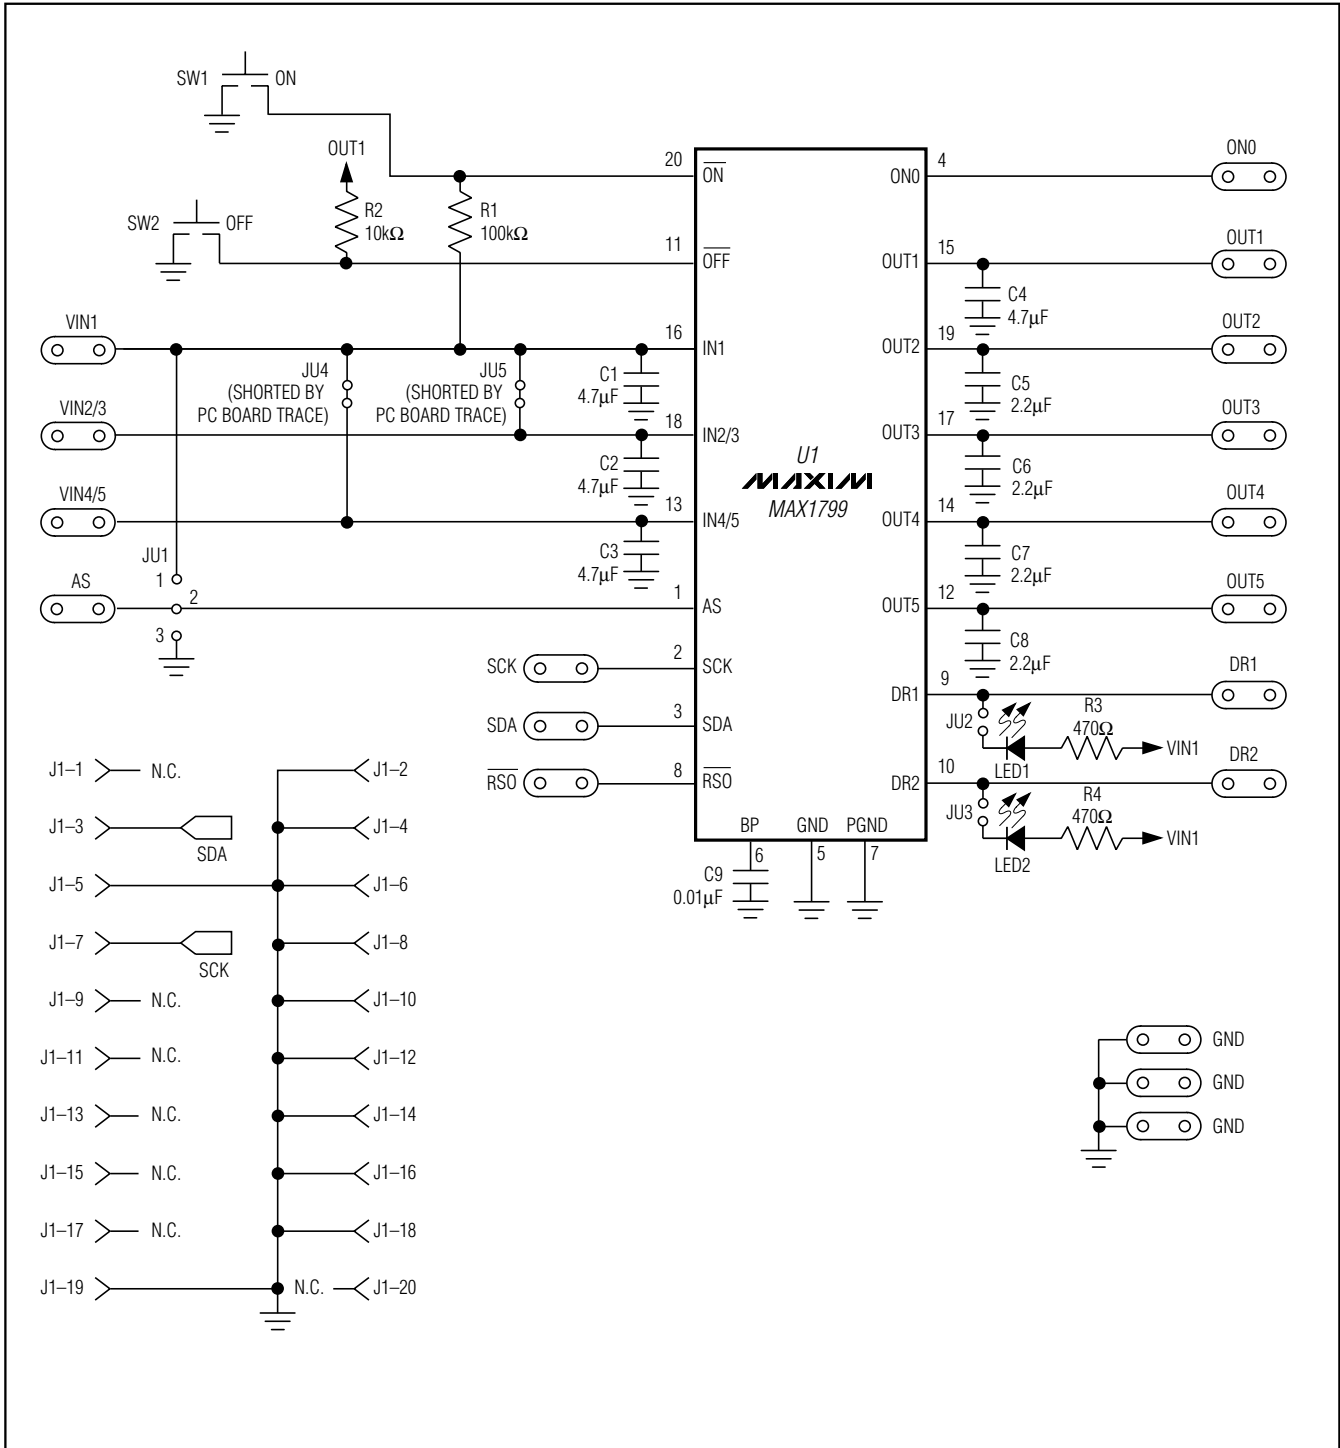 SW1 ON
OUT1
R2
10kΩ
R1
100kΩ
SW2 OFF
20 ON
11 OFF
VIN1
16 IN1
JU4
(SHORTED BY
PC BOARD TRACE)
JU5
(SHORTED BY
PC BOARD TRACE)
C1
4.7µF
VIN2/3
18 IN2/3
C2
4.7µF
VIN4/5
13 IN4/5
C3
4.7µF
JU1
1
2
3
AS
1 AS
SCK 2 SCK
SDA 3 SDA
RSO 8 RSO
U1
MAXIM
MAX1799
ON0 4 ON0
OUT1 15 OUT1
C4
4.7µF
OUT2 19 OUT2
C5
2.2µF
OUT3 17 OUT3
C6
2.2µF
OUT4 14 OUT4
C7
2.2µF
OUT5 12 OUT5
C8
2.2µF
DR1 9 DR1
JU2
LED1
R3
470Ω
VIN1
DR2 10 DR2
JU3
LED2
R4
470Ω
VIN1
BP GND PGND
6 5 7
C9
0.01µF
J1–1 N.C. J1–2
J1–3 SDA J1–4
J1–5 J1–6
J1–7 SCK J1–8
J1–9 N.C. J1–10
J1–11 N.C. J1–12
J1–13 N.C. J1–14
J1–15 N.C. J1–16
J1–17 N.C. J1–18
J1–19 N.C. J1–20
GND
GND
GND